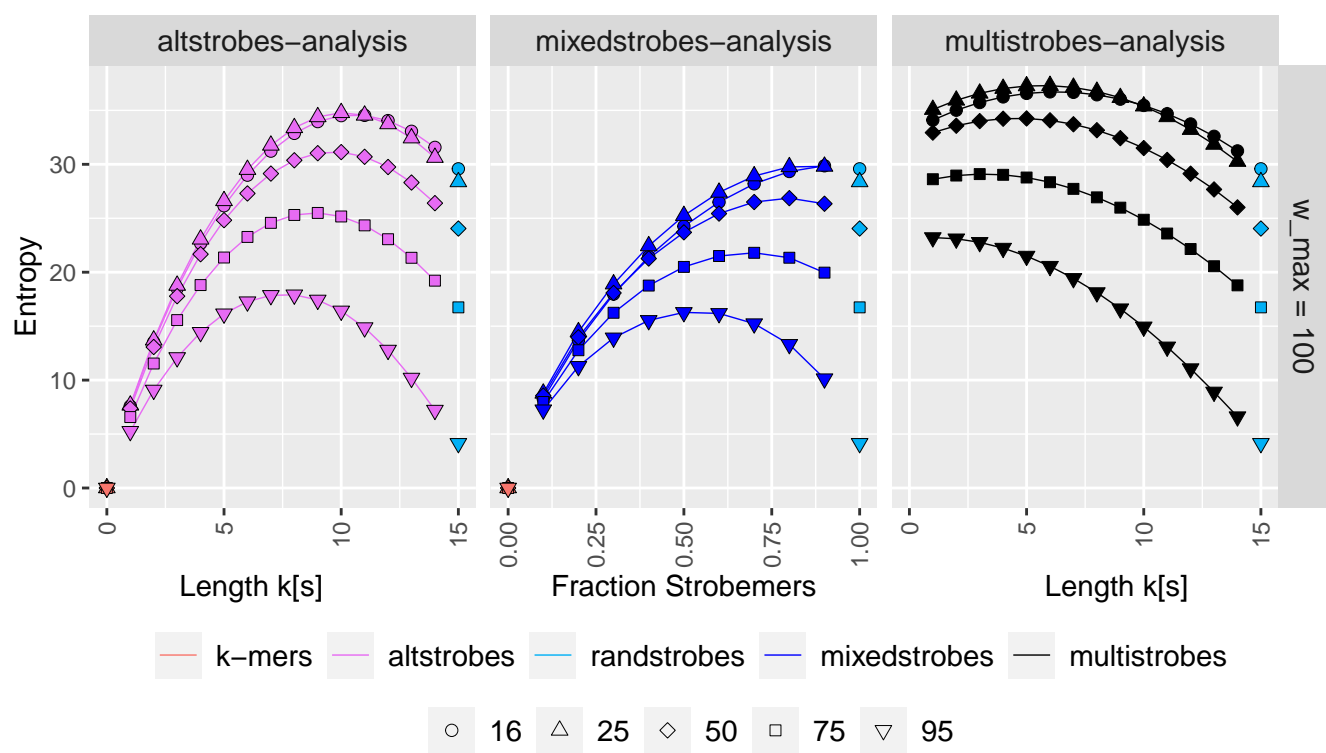 altstrobes−analysis
mixedstrobes−analysis
multistrobes−analysis
Entropy
30
20
10
0
w_max = 100
0
5
10
15
0.00
0.25
0.50
0.75
1.00
0
5
10
15
Length k[s]
Fraction Strobemers
Length k[s]
k−mers
altstrobes
randstrobes
mixedstrobes
multistrobes
16
25
50
75
95